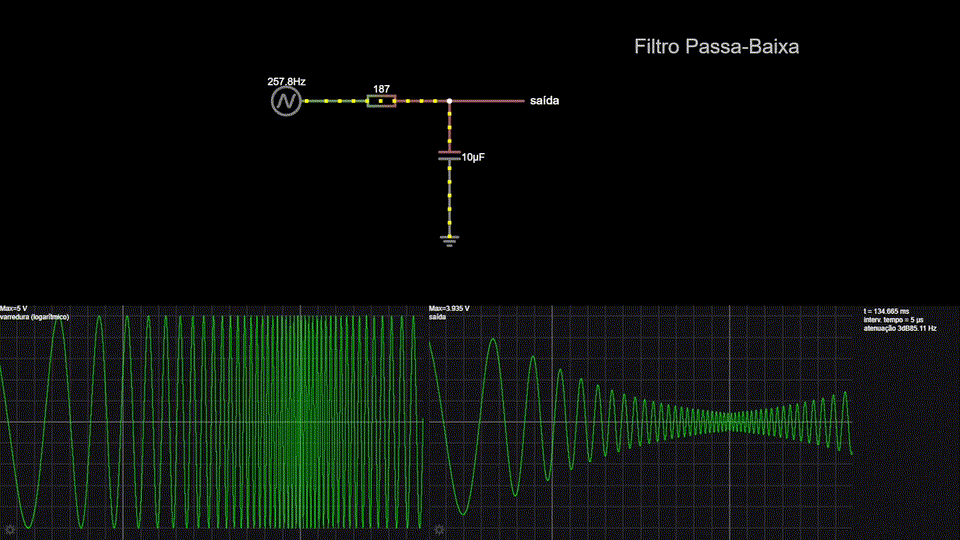 Filtro Passa-Baixa
257.8Hz
187
saída
10µF
Max=5 V
varredura (logarítmico)
Max=3.935 V
saída
t = 134.665 ms
interv. tempo = 5 µs
atenuação 3dB85.11 Hz